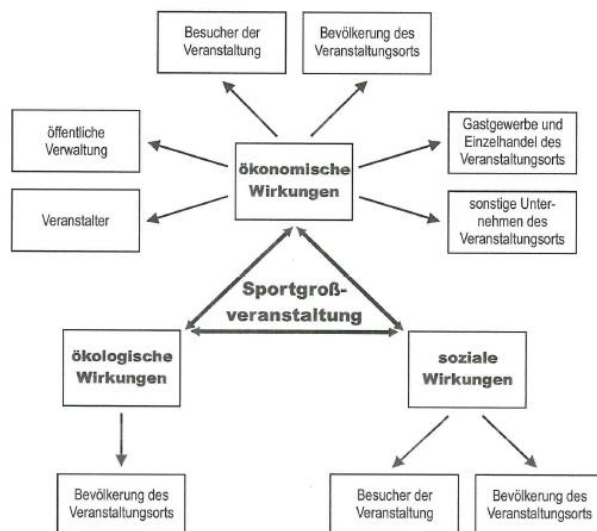 Besucher der
Veranstaltung
Bevölkerung des
Veranstaltungsorts
öffentliche
Verwaltung
ökonomische
Wirkungen
Gastgewerbe und
Einzelhandel des
Veranstaltungsorts
Veranstalter
sonstige Unter-
nehmen des
Veranstaltungsorts
Sportgroß-
veranstaltung
ökologische
Wirkungen
soziale
Wirkungen
Bevölkerung des
Veranstaltungsorts
Besucher der
Veranstaltung
Bevölkerung des
Veranstaltungsorts